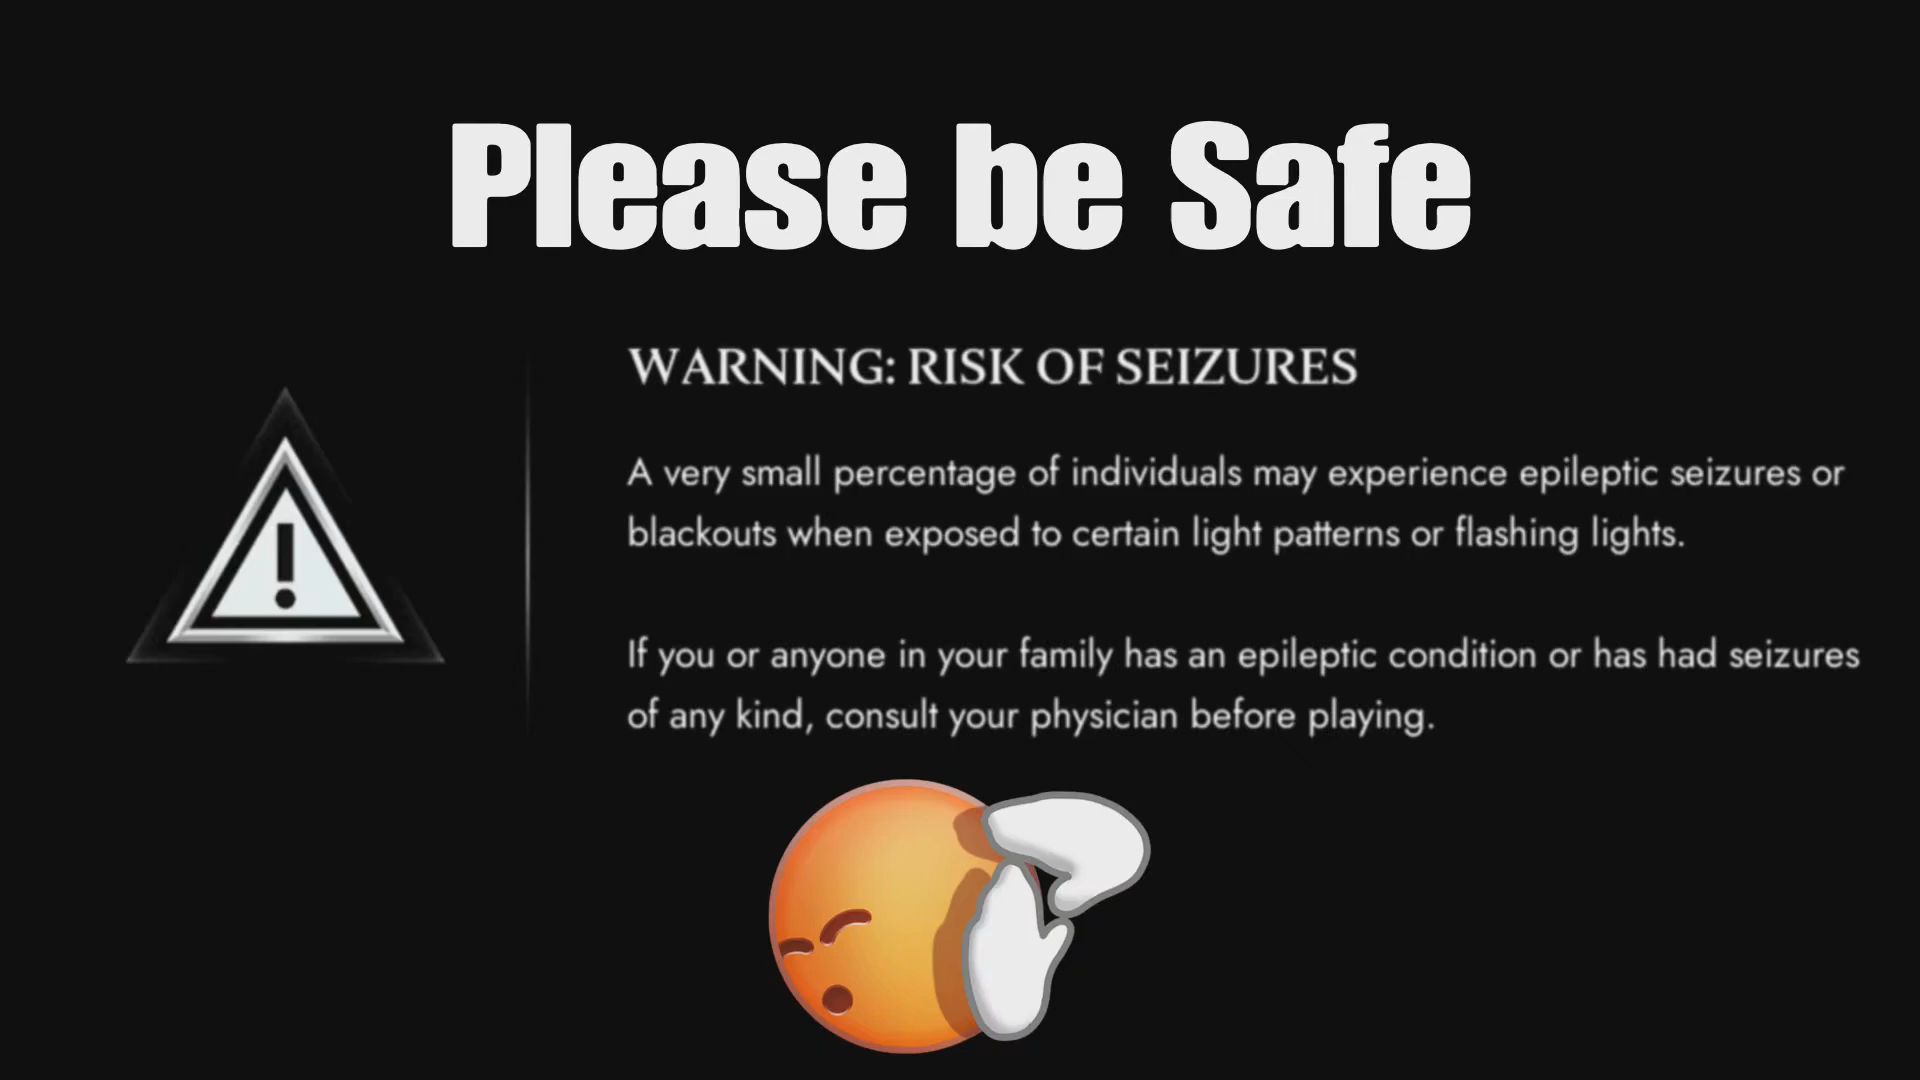 Please be Safe
WARNING: RISK OF SEIZURES
A very small percentage of individuals may experience epileptic seizures or
blackouts when exposed to certain light patterns or flashing lights.
If you or anyone in your family has an epileptic condition or has had seizures
of any kind, consult your physician before playing.